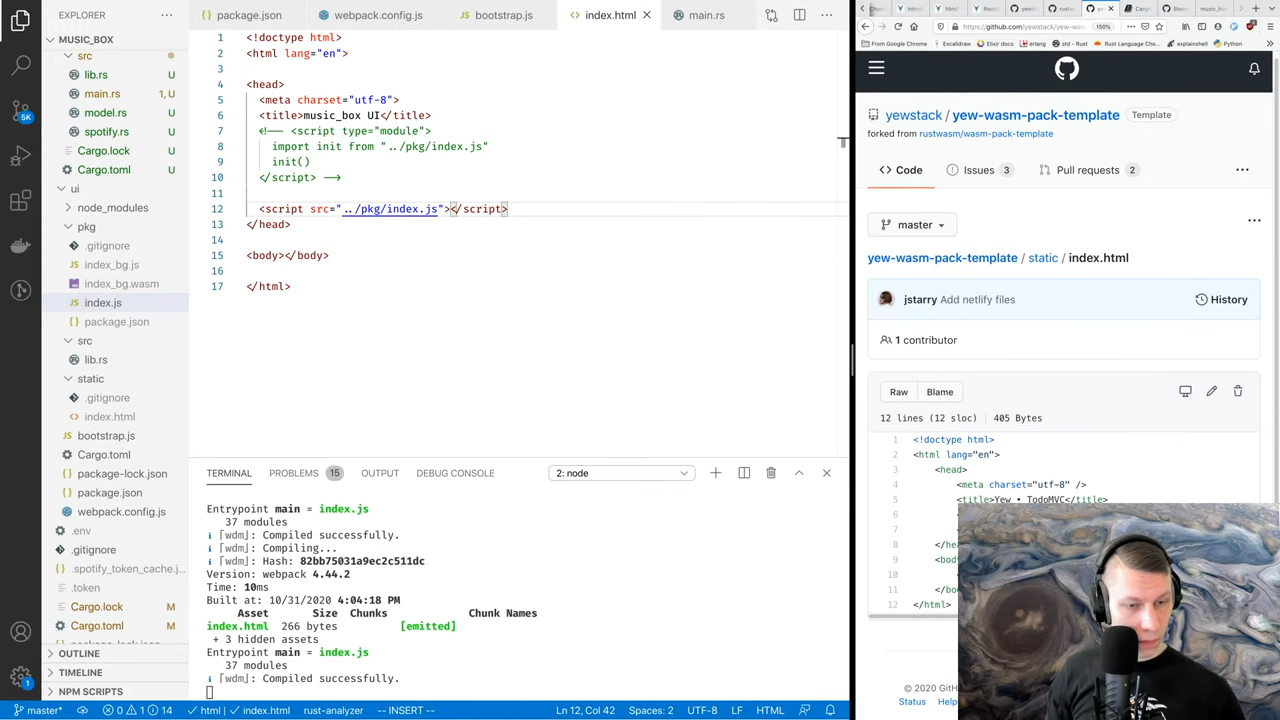 package.json
webpack.config.js
bootstrap.js
index.html
main.rs
EXPLORER
MUSIC_BOX
src
lib.rs U
main.rs 1, U
model.rs U
spotify.rs U
Cargo.lock U
Cargo.toml U
ui
node_modules
pkg
.gitignore
index_bg.js
index_bg.wasm
index.js
package.json
src
lib.rs
static
.gitignore
index.html
bootstrap.js
Cargo.toml
package-lock.json
package.json
webpack.config.js
.env
.gitignore
.spotify_token_cache.j...
.token
Cargo.lock M
Cargo.toml M
OUTLINE
TIMELINE
NPM SCRIPTS
5K
1
1 <!doctype html>
2 <html lang="en">
3
4 <head>
5 <meta charset="utf-8">
6 <title>music_box UI</title>
7 <!-- <script type="module">
8 import init from "../pkg/index.js"
9 init()
10 </script> -->
11
12 <script src="../pkg/index.js"></script>
13 </head>
14
15 <body></body>
16
17 </html>
TERMINAL PROBLEMS 15 OUTPUT DEBUG CONSOLE 2: node
Entrypoint main = index.js
37 modules
ℹ 「wdm」: Compiled successfully.
ℹ 「wdm」: Compiling...
ℹ 「wdm」: Hash: 82bb75031a9ec2c511dc
Version: webpack 4.44.2
Time: 10ms
Built at: 10/31/2020 4:04:18 PM
Asset Size Chunks Chunk Names
index.html 266 bytes [emitted]
+ 3 hidden assets
Entrypoint main = index.js
37 modules
ℹ 「wdm」: Compiled successfully.
master* 0 1 14 html index.html rust-analyzer -- INSERT -- Ln 12, Col 42 Spaces: 2 UTF-8 LF HTML
https://github.com/yewstack/yew-was 150%
From Google Chrome Excalidraw Elixir docs erlang std - Rust Rust Language Che... explainshell Python
yewstack / yew-wasm-pack-template Template
forked from rustwasm/wasm-pack-template
Code Issues 3 Pull requests 2
master
yew-wasm-pack-template / static / index.html
jstarry Add netlify files History
1 contributor
Raw Blame
12 lines (12 sloc) 405 Bytes
1 <!doctype html>
2 <html lang="en">
3 <head>
4 <meta charset="utf-8" />
5 <title>Yew • TodoMVC</title>
6
7
8 </hea
9 <bod
10
11 </bo
12 </html>
© 2020 GitH
Status Help